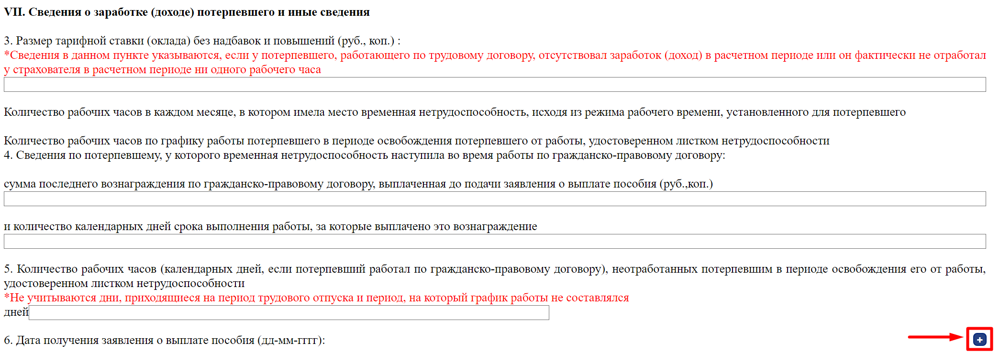 VII. Сведения о заработке (доходе) потерпевшего и иные сведения
3. Размер тарифной ставки (оклада) без надбавок и повышений (руб., коп.) :
*Сведения в данном пункте указываются, если у потерпевшего, работающего по трудовому договору, отсутствовал заработок (доход) в расчетном периоде или он фактически не отработал
у страхователя в расчетном периоде ни одного рабочего часа
Количество рабочих часов в каждом месяце, в котором имела место временная нетрудоспособность, исходя из режима рабочего времени, установленного для потерпевшего
Количество рабочих часов по графику работы потерпевшего в периоде освобождения потерпевшего от работы, удостоверенном листком нетрудоспособности
4. Сведения по потерпевшему, у которого временная нетрудоспособность наступила во время работы по гражданско-правовому договору:
сумма последнего вознаграждения по гражданско-правовому договору, выплаченная до подачи заявления о выплате пособия (руб.,коп.)
и количество календарных дней срока выполнения работы, за которые выплачено это вознаграждение
5. Количество рабочих часов (календарных дней, если потерпевший работал по гражданско-правовому договору), неотработанных потерпевшим в периоде освобождения его от работы,
удостоверенном листком нетрудоспособности
*Не учитываются дни, приходящиеся на период трудового отпуска и период, на который график работы не составлялся
дней
6. Дата получения заявления о выплате пособия (дд-мм-гггг):